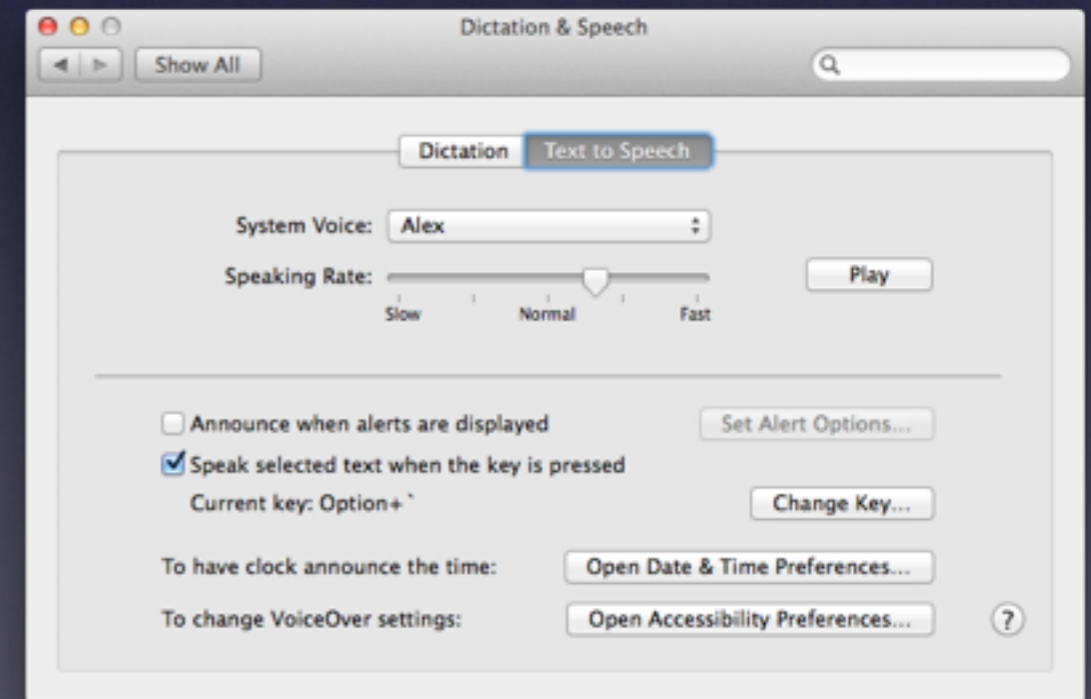 Dictation & Speech
Show All
Dictation Text to Speech
System Voice: Alex
Speaking Rate: Play
Slow Normal Fast
Announce when alerts are displayed Set Alert Options...
Speak selected text when the key is pressed
Current key: Option+` Change Key...
To have clock announce the time: Open Date & Time Preferences...
To change VoiceOver settings: Open Accessibility Preferences... ?